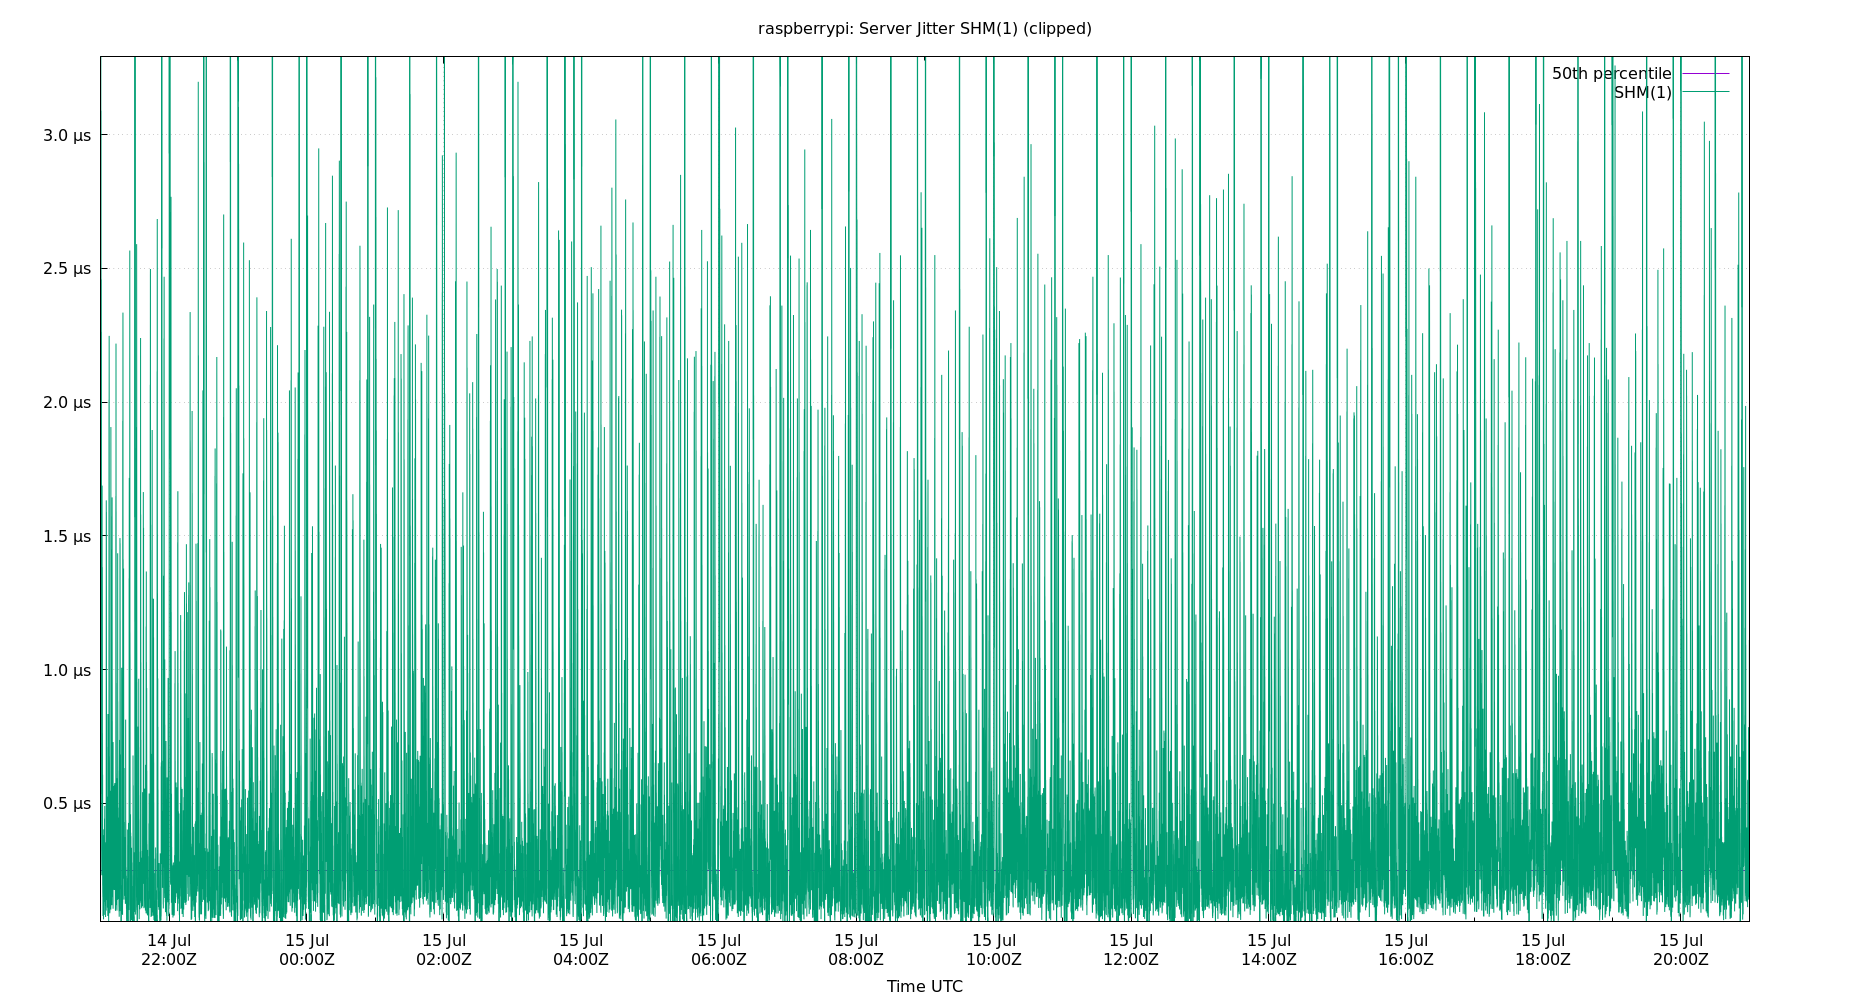 raspberrypi: Server Jitter SHM(1) (clipped)
50th percentile
SHM(1)
3.0 µs
2.5 µs
2.0 µs
1.5 µs
1.0 µs
0.5 µs
14 Jul 15 Jul 15 Jul 15 Jul 15 Jul 15 Jul 15 Jul 15 Jul 15 Jul 15 Jul 15 Jul 15 Jul
22:00Z 00:00Z 02:00Z 04:00Z 06:00Z 08:00Z 10:00Z 12:00Z 14:00Z 16:00Z 18:00Z 20:00Z
Time UTC